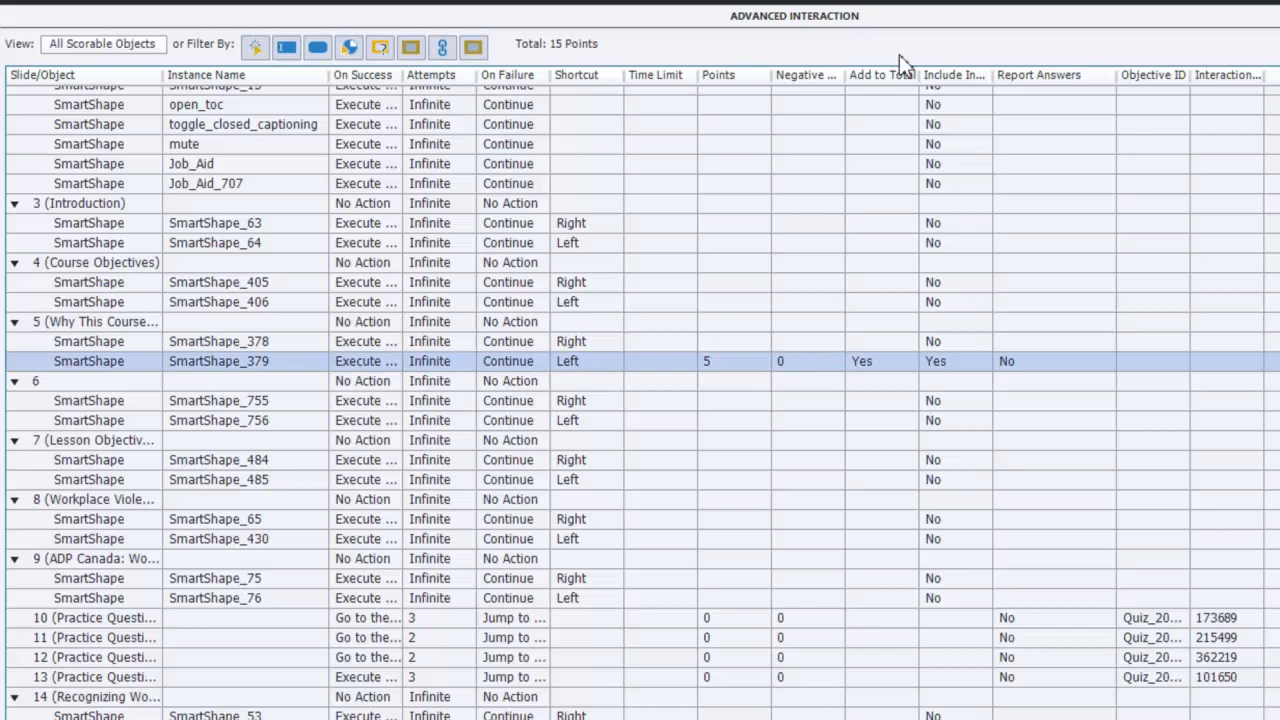 ADVANCED INTERACTION
View: All Scorable Objects or Filter By: Total: 15 Points
Slide/Object Instance Name On Success Attempts On Failure Shortcut Time Limit Points Negative ... Add to Total Include In... Report Answers Objective ID Interaction...
SmartShape open_toc Execute ... Infinite Continue No
SmartShape toggle_closed_captioning Execute ... Infinite Continue No
SmartShape mute Execute ... Infinite Continue No
SmartShape Job_Aid Execute ... Infinite Continue No
SmartShape Job_Aid_707 Execute ... Infinite Continue No
3 (Introduction) No Action Infinite No Action
SmartShape SmartShape_63 Execute ... Infinite Continue Right No
SmartShape SmartShape_64 Execute ... Infinite Continue Left No
4 (Course Objectives) No Action Infinite No Action
SmartShape SmartShape_405 Execute ... Infinite Continue Right No
SmartShape SmartShape_406 Execute ... Infinite Continue Left No
5 (Why This Course... No Action Infinite No Action
SmartShape SmartShape_378 Execute ... Infinite Continue Right No
SmartShape SmartShape_379 Execute ... Infinite Continue Left 5 0 Yes Yes No
6 No Action Infinite No Action
SmartShape SmartShape_755 Execute ... Infinite Continue Right No
SmartShape SmartShape_756 Execute ... Infinite Continue Left No
7 (Lesson Objectiv... No Action Infinite No Action
SmartShape SmartShape_484 Execute ... Infinite Continue Right No
SmartShape SmartShape_485 Execute ... Infinite Continue Left No
8 (Workplace Viole... No Action Infinite No Action
SmartShape SmartShape_65 Execute ... Infinite Continue Right No
SmartShape SmartShape_430 Execute ... Infinite Continue Left No
9 (ADP Canada: Wo... No Action Infinite No Action
SmartShape SmartShape_75 Execute ... Infinite Continue Right No
SmartShape SmartShape_76 Execute ... Infinite Continue Left No
10 (Practice Questi... Go to the... 3 Jump to ... 0 0 No Quiz_20... 173689
11 (Practice Questi... Go to the... 2 Jump to ... 0 0 No Quiz_20... 215499
12 (Practice Questi... Go to the... 2 Jump to ... 0 0 No Quiz_20... 362219
13 (Practice Questi... Execute ... 3 Jump to ... 0 0 No Quiz_20... 101650
14 (Recognizing Wo... No Action Infinite No Action
SmartShape SmartShape_53 Execute ... Infinite Continue Right No